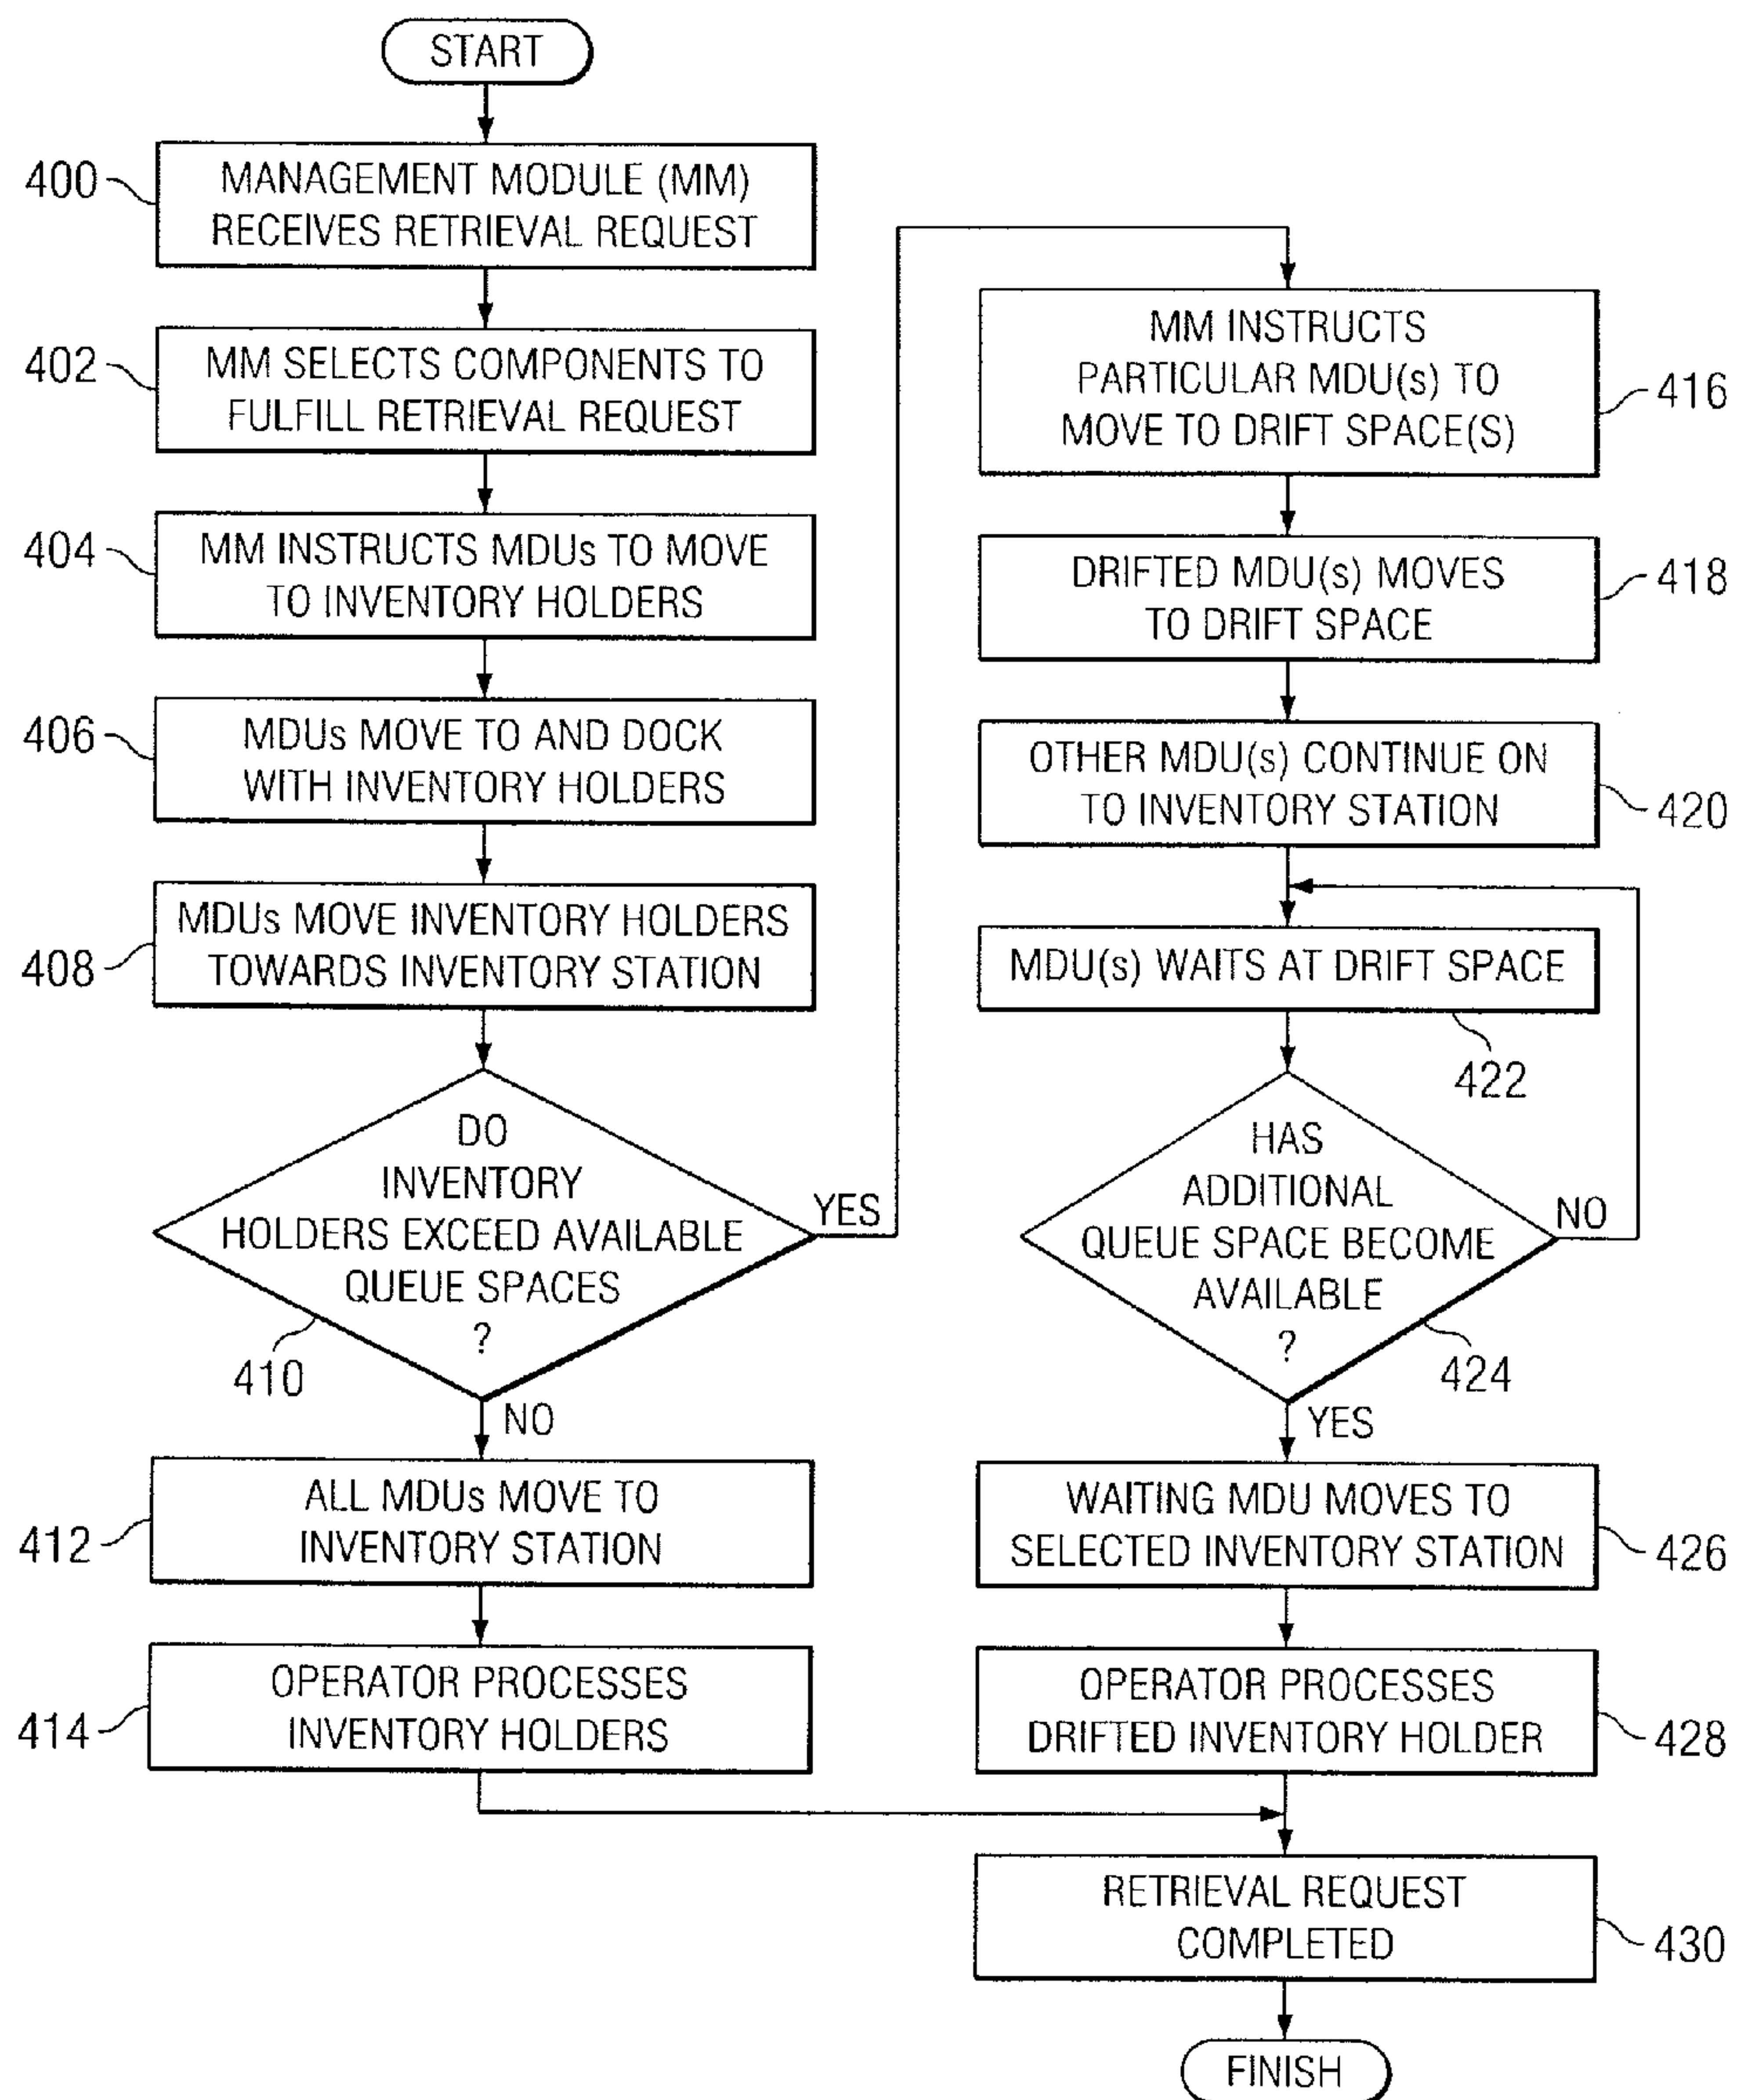 START
400
MANAGEMENT MODULE (MM)
RECEIVES RETRIEVAL REQUEST
402
MM SELECTS COMPONENTS TO
FULFILL RETRIEVAL REQUEST
404
MM INSTRUCTS MDUs TO MOVE
TO INVENTORY HOLDERS
406
MDUs MOVE TO AND DOCK
WITH INVENTORY HOLDERS
408
MDUs MOVE INVENTORY HOLDERS
TOWARDS INVENTORY STATION
DO
INVENTORY
HOLDERS EXCEED AVAILABLE
QUEUE SPACES
?
410
YES
NO
412
ALL MDUs MOVE TO
INVENTORY STATION
414
OPERATOR PROCESSES
INVENTORY HOLDERS
MM INSTRUCTS
PARTICULAR MDU(s) TO
MOVE TO DRIFT SPACE(S)
416
DRIFTED MDU(s) MOVES
TO DRIFT SPACE
418
OTHER MDU(s) CONTINUE ON
TO INVENTORY STATION
420
MDU(s) WAITS AT DRIFT SPACE
422
HAS
ADDITIONAL
QUEUE SPACE BECOME
AVAILABLE
?
424
NO
YES
WAITING MDU MOVES TO
SELECTED INVENTORY STATION
426
OPERATOR PROCESSES
DRIFTED INVENTORY HOLDER
428
RETRIEVAL REQUEST
COMPLETED
430
FINISH